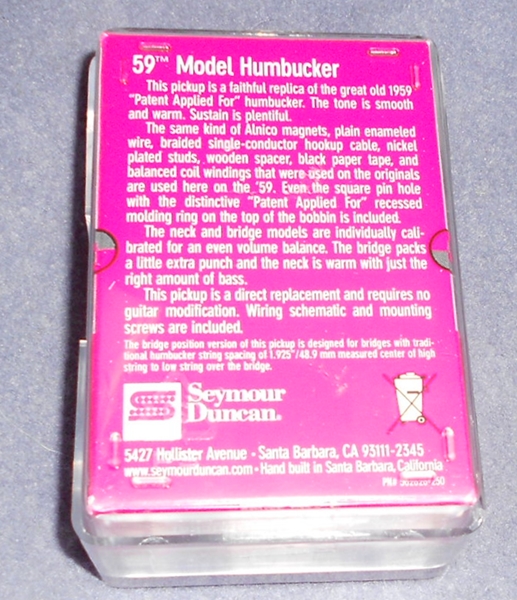 59™ Model Humbucker
This pickup is a faithful replica of the great old 1959
"Patent Applied For" humbucker. The tone is smooth
and warm. Sustain is plentiful.
The same kind of Alnico magnets, plain enameled
wire, braided single-conductor hookup cable, nickel
plated studs, wooden spacer, black paper tape, and
balanced coil windings that were used on the originals
are used here on the '59. Even the square pin hole
with the distinctive "Patent Applied For" recessed
molding ring on the top of the bobbin is included.
The neck and bridge models are individually cali-
brated for an even volume balance. The bridge packs
a little extra punch and the neck is warm with just the
right amount of bass.
This pickup is a direct replacement and requires no
guitar modification. Wiring schematic and mounting
screws are included.
The bridge position version of this pickup is designed for bridges with tradi-
tional humbucker string spacing of 1.925"/48.9 mm measured center of high
string to low string over the bridge.
Seymour
Duncan®
5427 Hollister Avenue • Santa Barbara, CA 93111-2345
www.seymourduncan.com • Hand built in Santa Barbara, California